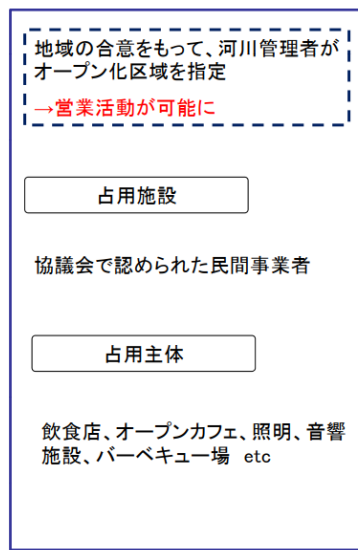 地域の合意をもって、河川管理者が
オープン化区域を指定
→営業活動が可能に
占用施設
協議会で認められた民間事業者
占用主体
飲食店、オープンカフェ、照明、音響
施設、バーベキュー場 etc